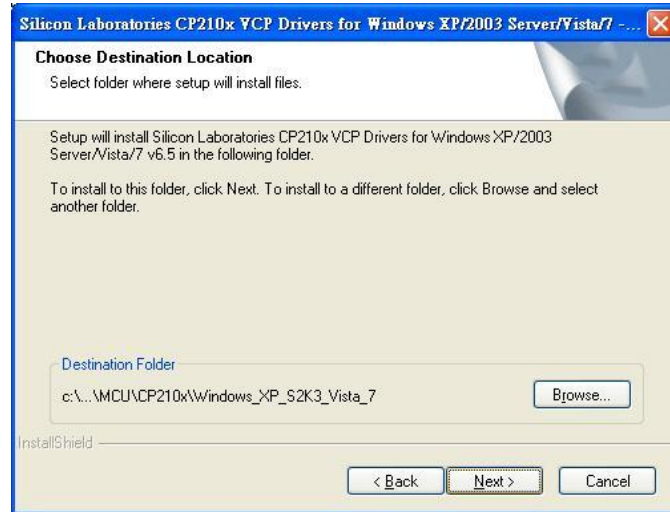 Silicon Laboratories CP210x VCP Drivers for Windows XP/2003 Server/Vista/7 -...
Choose Destination Location
Select folder where setup will install files.
Setup will install Silicon Laboratories CP210x VCP Drivers for Windows XP/2003
Server/Vista/7 v6.5 in the following folder.
To install to this folder, click Next. To install to a different folder, click Browse and select
another folder.
Destination Folder
c:\...\MCU\CP210x\Windows_XP_S2K3_Vista_7
Browse...
InstallShield
< Back
Next >
Cancel